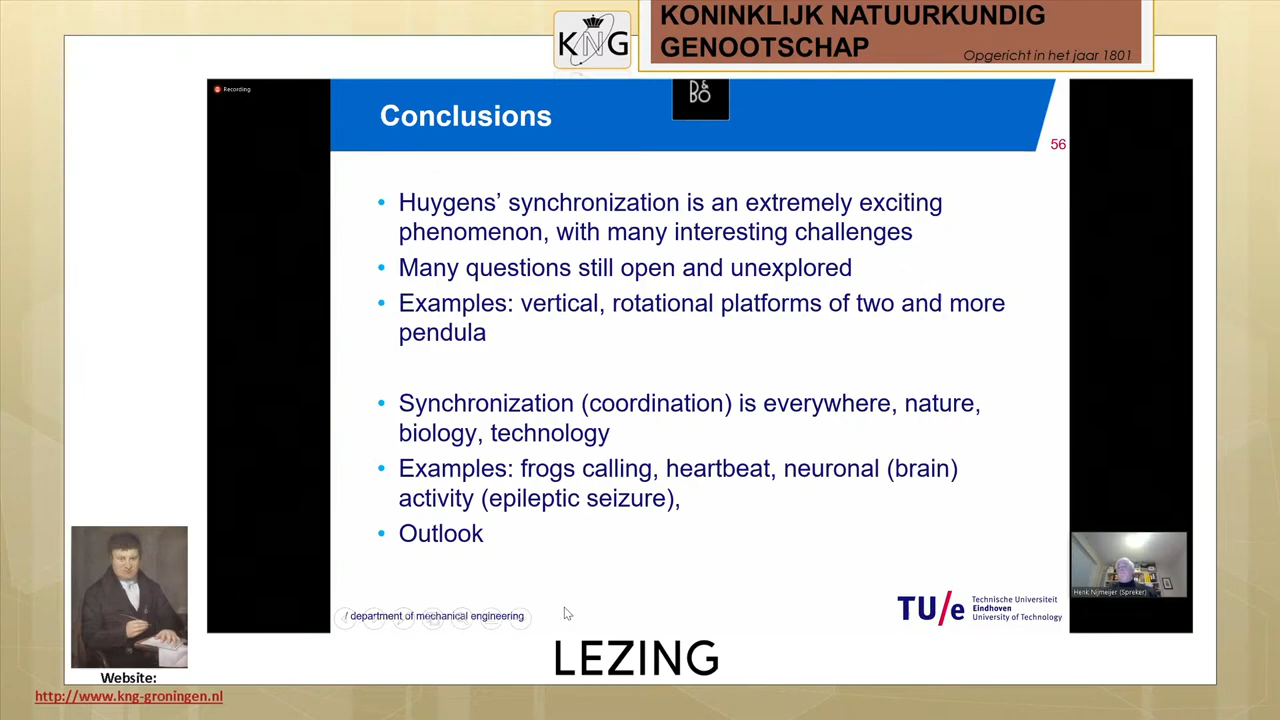 KNG
KONINKLIJK NATUURKUNDIG
GENOOTSCHAP
Opgericht in het jaar 1801
Recording
Conclusions
B&O
56
• Huygens’ synchronization is an extremely exciting
phenomenon, with many interesting challenges
• Many questions still open and unexplored
• Examples: vertical, rotational platforms of two and more
pendula
• Synchronization (coordination) is everywhere, nature,
biology, technology
• Examples: frogs calling, heartbeat, neuronal (brain)
activity (epileptic seizure),
• Outlook
Henk Nijmeijer (Spreker)
/ department of mechanical engineering
TU/e
Technische Universiteit
Eindhoven
University of Technology
LEZING
Website:
http://www.kng-groningen.nl